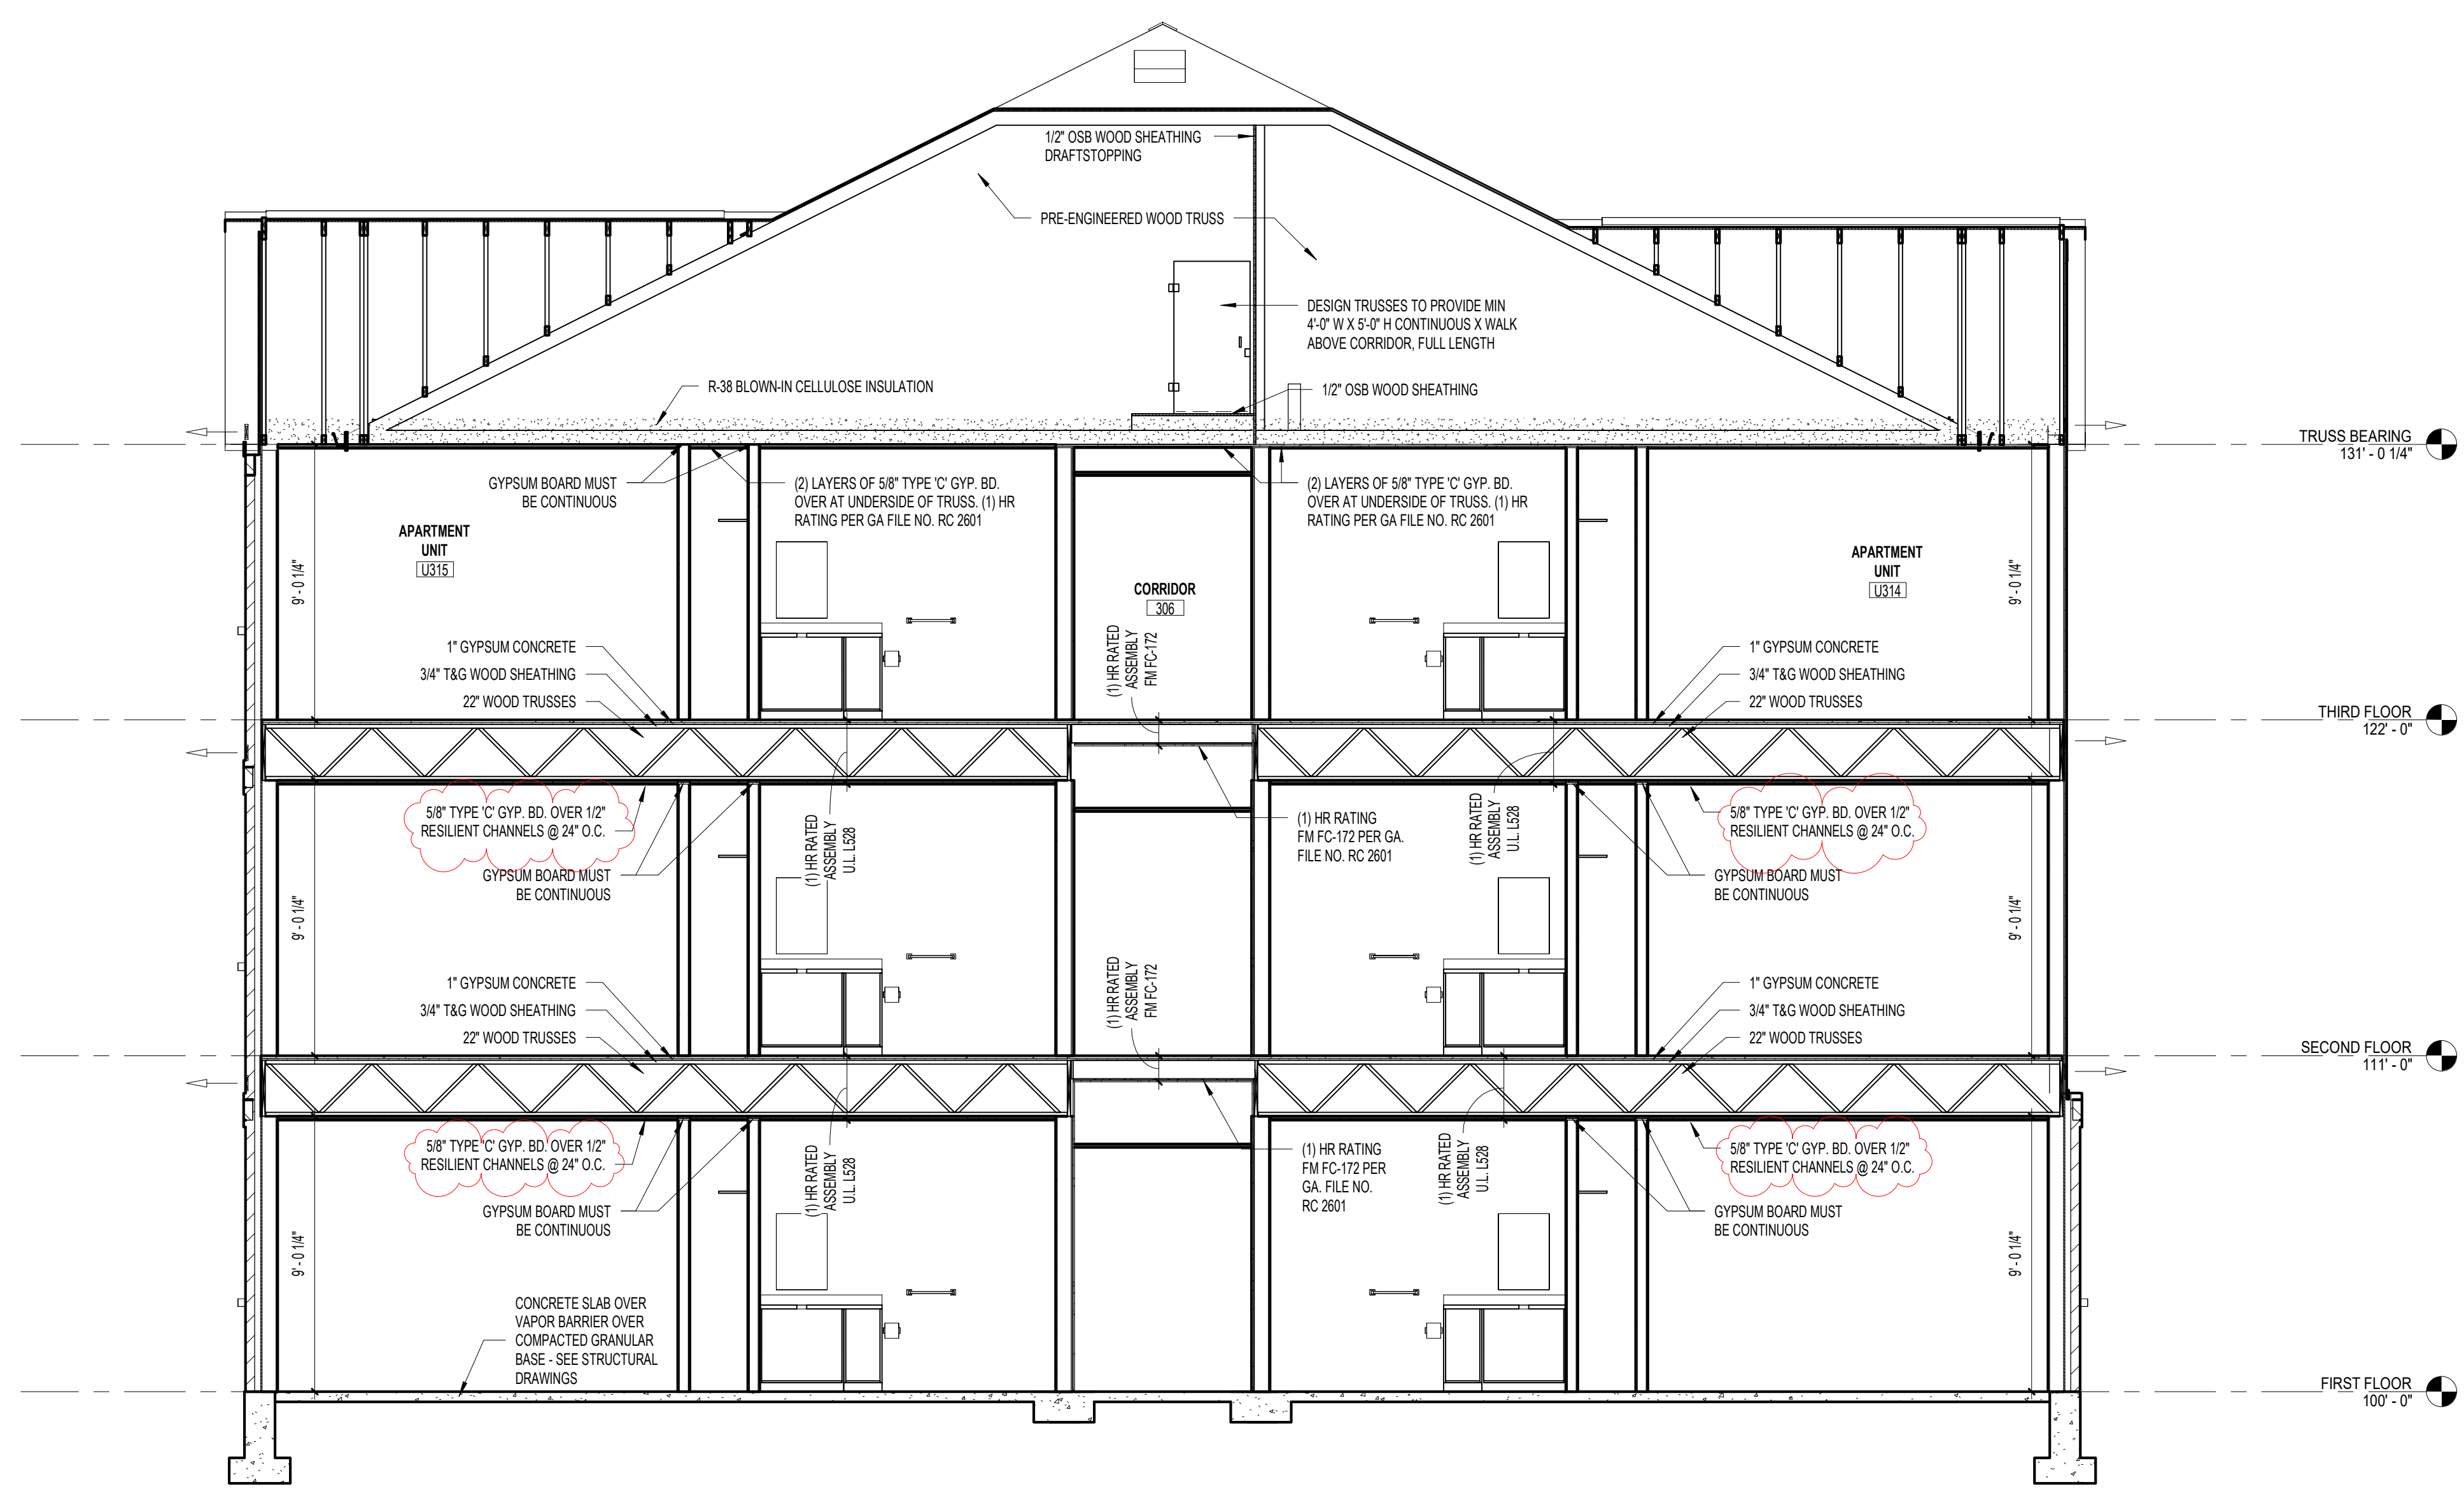 1/2" OSB WOOD SHEATHING
DRAFTSTOPPING
PRE-ENGINEERED WOOD TRUSS
DESIGN TRUSSES TO PROVIDE MIN
4'-0" W X 5'-0" H CONTINUOUS X WALK
ABOVE CORRIDOR, FULL LENGTH
R-38 BLOWN-IN CELLULOSE INSULATION
1/2" OSB WOOD SHEATHING
TRUSS BEARING
131' - 0 1/4"
GYPSUM BOARD MUST
BE CONTINUOUS
(2) LAYERS OF 5/8" TYPE 'C' GYP. BD.
OVER AT UNDERSIDE OF TRUSS. (1) HR
RATING PER GA FILE NO. RC 2601
(2) LAYERS OF 5/8" TYPE 'C' GYP. BD.
OVER AT UNDERSIDE OF TRUSS. (1) HR
RATING PER GA FILE NO. RC 2601
APARTMENT
UNIT
U315
APARTMENT
UNIT
U314
CORRIDOR
306
9' - 0 1/4"
9' - 0 1/4"
(1) HR RATED
ASSEMBLY
FM FC-172
1" GYPSUM CONCRETE
3/4" T&G WOOD SHEATHING
22" WOOD TRUSSES
1" GYPSUM CONCRETE
3/4" T&G WOOD SHEATHING
22" WOOD TRUSSES
THIRD FLOOR
122' - 0"
5/8" TYPE 'C' GYP. BD. OVER 1/2"
RESILIENT CHANNELS @ 24" O.C.
GYPSUM BOARD MUST
BE CONTINUOUS
(1) HR RATED
ASSEMBLY
U.L. L528
(1) HR RATING
FM FC-172 PER GA.
FILE NO. RC 2601
(1) HR RATED
ASSEMBLY
U.L. L528
5/8" TYPE 'C' GYP. BD. OVER 1/2"
RESILIENT CHANNELS @ 24" O.C.
GYPSUM BOARD MUST
BE CONTINUOUS
9' - 0 1/4"
9' - 0 1/4"
(1) HR RATED
ASSEMBLY
FM FC-172
1" GYPSUM CONCRETE
3/4" T&G WOOD SHEATHING
22" WOOD TRUSSES
1" GYPSUM CONCRETE
3/4" T&G WOOD SHEATHING
22" WOOD TRUSSES
SECOND FLOOR
111' - 0"
5/8" TYPE 'C' GYP. BD. OVER 1/2"
RESILIENT CHANNELS @ 24" O.C.
GYPSUM BOARD MUST
BE CONTINUOUS
(1) HR RATED
ASSEMBLY
U.L. L528
(1) HR RATING
FM FC-172 PER
GA. FILE NO.
RC 2601
(1) HR RATED
ASSEMBLY
U.L. L528
5/8" TYPE 'C' GYP. BD. OVER 1/2"
RESILIENT CHANNELS @ 24" O.C.
GYPSUM BOARD MUST
BE CONTINUOUS
9' - 0 1/4"
9' - 0 1/4"
CONCRETE SLAB OVER
VAPOR BARRIER OVER
COMPACTED GRANULAR
BASE - SEE STRUCTURAL
DRAWINGS
FIRST FLOOR
100' - 0"